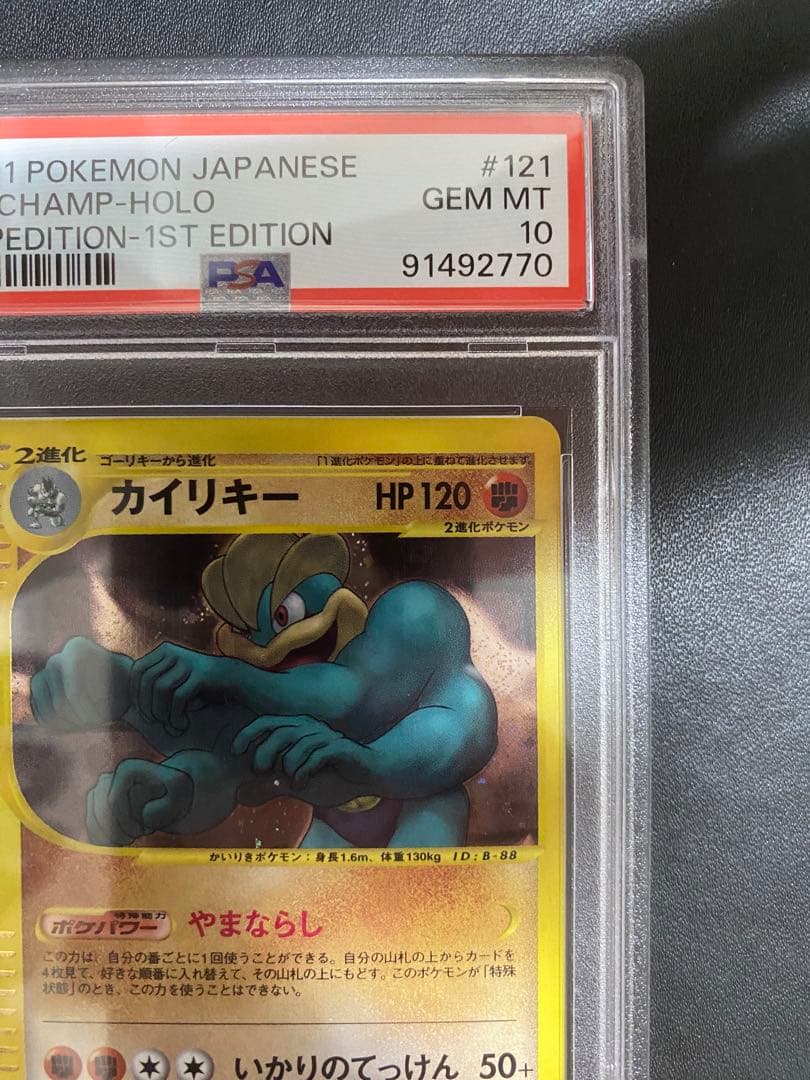 1 POKEMON JAPANESE #121
CHAMP-HOLO GEM MT
PEDITION-1ST EDITION 10
PSA 91492770
2進化 ゴーリキーから進化 「1進化ポケモン」の上に重ねて進化させます。
カイリキー HP 120
2進化ポケモン
かいりきポケモン：身長1.6m、体重130kg ID：B-88
特殊能力
ポケパワー やまならし
この力は、自分の番ごとに1回使うことができる。自分の山札の上からカードを
4枚見て、好きな順番に入れ替えて、その山札の上にもどす。このポケモンが「特殊
状態」のとき、この力を使うことはできない。
いかりのてっけん 50+